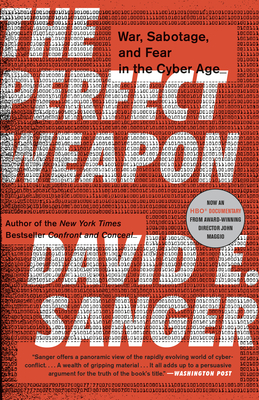 THE
War, Sabotage,
and Fear
in the Cyber Age
PERFECT
WEAPON
NOW AN
HBO® DOCUMENTARY
FROM AWARD-WINNING
DIRECTOR JOHN
MAGGIO
Author of the New York Times
Bestseller Confront and Conceal
DAVID E.
SANGER
"Sanger offers a panoramic view of the rapidly evolving world of cyber-
conflict. . . . A wealth of gripping material . . . . It all adds up to a persuasive
argument for the truth of the book's title."—WASHINGTON POST